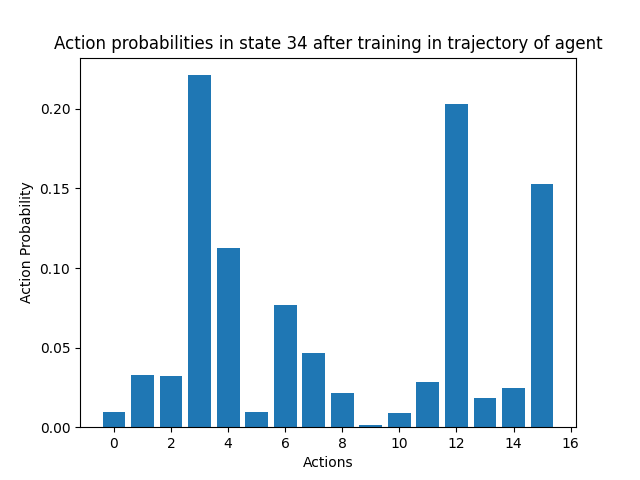 Action probabilities in state 34 after training in trajectory of agent
0.20
0.15
0.10
0.05
0.00
Action Probability
0 2 4 6 8 10 12 14 16
Actions